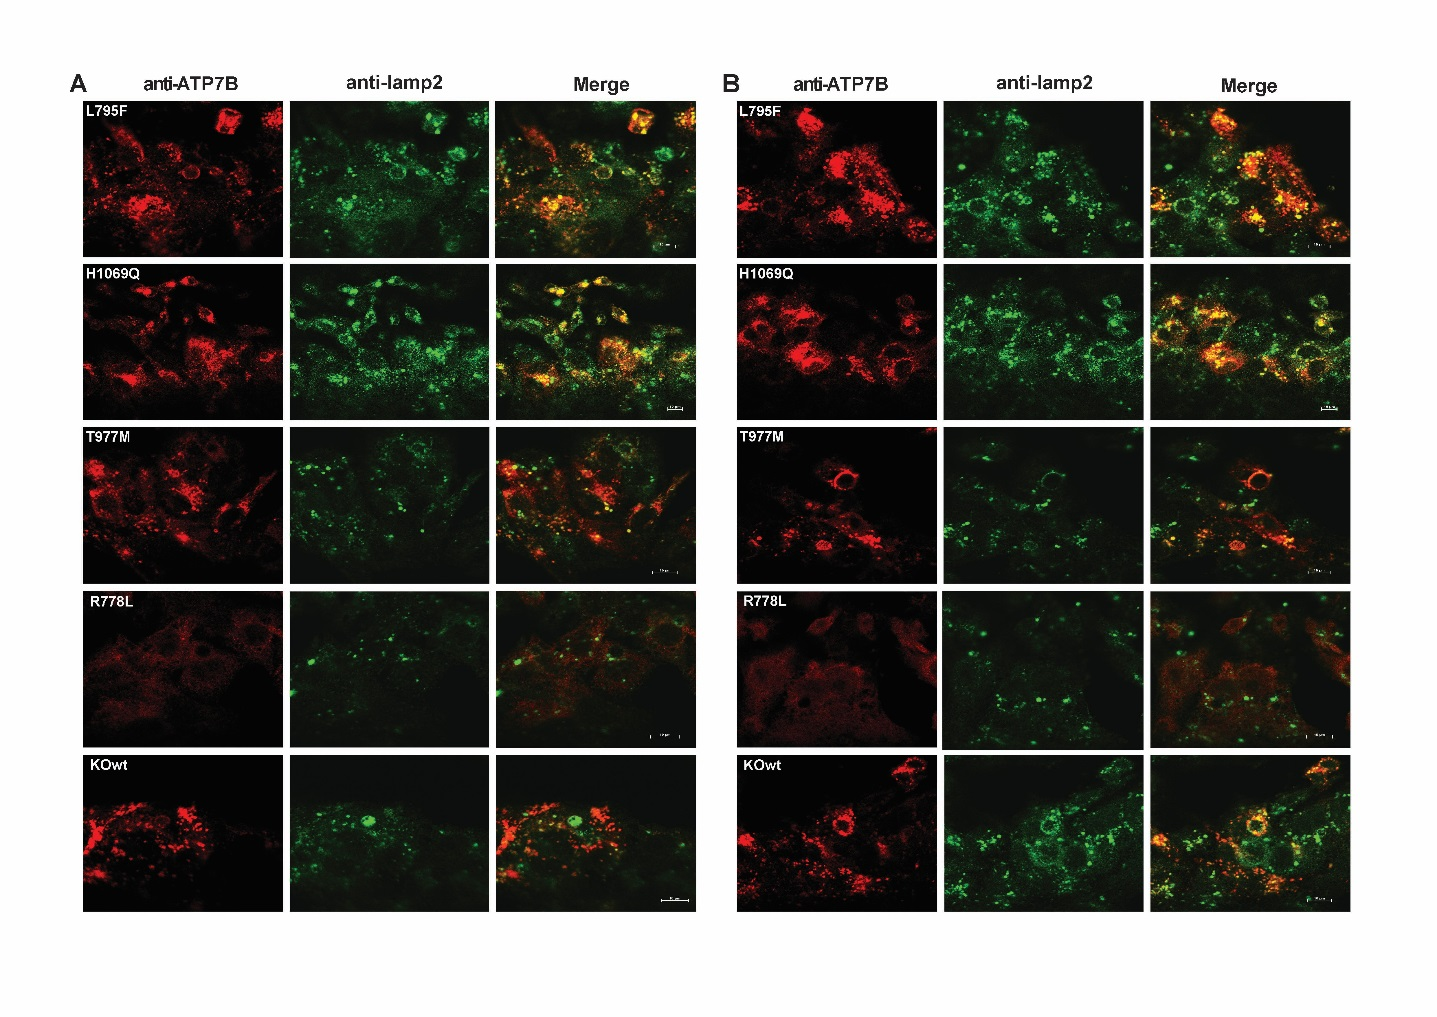 A anti-ATP7B anti-lamp2 Merge B anti-ATP7B anti-lamp2 Merge
L795F L795F
H1069Q H1069Q
T977M T977M
R778L R778L
KOwt KOwt